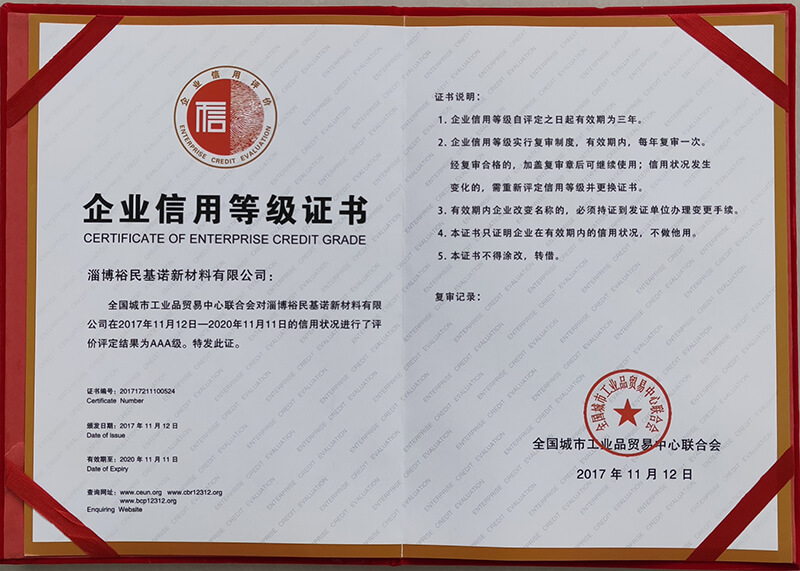 企业信用评价
信
ENTERPRISE CREDIT EVALUATION
企业信用等级证书
CERTIFICATE OF ENTERPRISE CREDIT GRADE
淄博裕民基诺新材料有限公司：
全国城市工业品贸易中心联合会对淄博裕民基诺新材料有限
公司在2017年11月12日—2020年11月11日的信用状况进行了评
价评定结果为AAA级。特发此证。
证书编号：201717211100524
Certificate Number
颁发日期：2017 年 11 月 12 日
Date of Issue
有效期至：2020 年 11 月 11 日
Date of Expiry
查询网址：www.ceun.org www.cbr12312.org
www.bcp12312.org
Enquiring Website
证书说明：
1. 企业信用等级自评定之日起有效期为三年。
2. 企业信用等级实行复审制度，有效期内，每年复审一次。
经复审合格的，加盖复审章后可继续使用；信用状况发生
变化的，需重新评定信用等级并更换证书。
3. 有效期内企业改变名称的，必须持证到发证单位办理变更手续。
4. 本证书只证明企业在有效期内的信用状况，不做他用。
5. 本证书不得涂改，转借。
复审记录：
全国城市工业品贸易中心联合会
全国城市工业品贸易中心联合会
2017 年 11 月 12 日
ENTERPRISE CREDIT EVALUATION